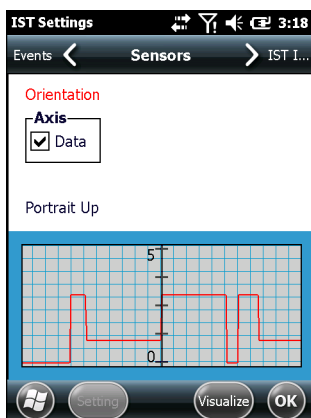 IST Settings 3:18
Events Sensors IST I...
Orientation
Axis
Data
Portrait Up
5
0
Setting Visualize OK